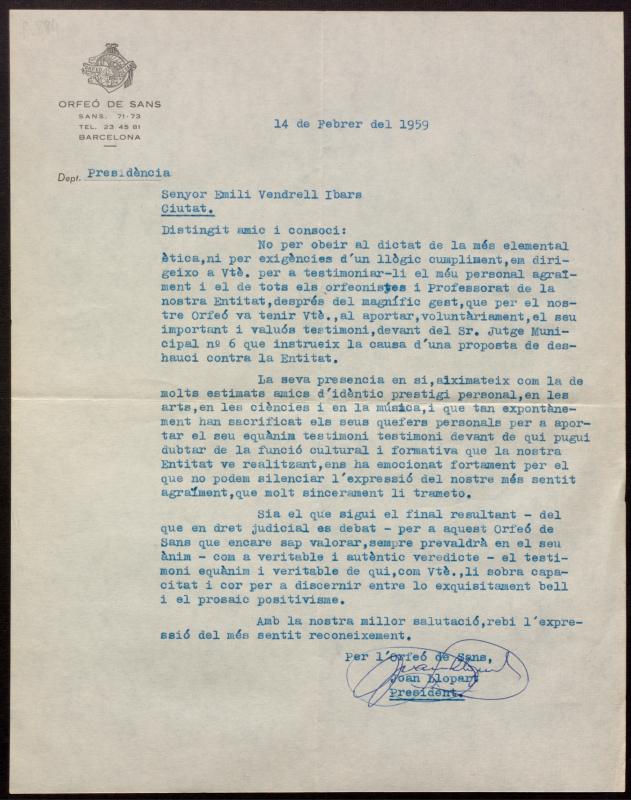 ORFEÓ DE SANS
SANS, 71-73
TEL. 23 45 81
BARCELONA
14 de Febrer del 1959
Dept. Presidència
Senyor Emili Vendrell Ibars
Ciutat.
Distingit amic i consoci:
No per obeir al dictat de la més elemental
ètica,ni per exigències d'un llògic cumpliment,em diri-
geixo a Vtè. per a testimoniar-li el méu personal agraï-
ment i el de tots els orfeonistes i Professorat de la
nostra Entitat,després del magnífic gest,que per el nos-
tre Orfeó va tenir Vtè.,al aportar,voluntàriament,el seu
important i valuós testimoni,devant del Sr. Jutge Muni-
cipal nº 6 que instrueix la causa d'una proposta de des-
hauci contra la Entitat.
La seva presencia en si,aiximateix com la de
molts estimats amics d'idèntic prestigi personal,en les
arts,en les ciències i en la música,i que tan expontàne-
ment han sacrificat els seus quefers personals per a apor-
tar el seu equànim testimoni testimoni devant de qui pugui
dubtar de la funció cultural i formativa que la nostra
Entitat ve realitzant,ens ha emocionat fortament per el
que no podem silenciar l'expressió del nostre més sentit
agraïment,que molt sincerament li trameto.
Sia el que sigui el final resultant - del
que en dret judicial es debat - per a aquest Orfeó de
Sans que encare sap valorar,sempre prevaldrà en el seu
ànim - com a veritable i autèntic veredicte - el testi-
moni equànim i veritable de qui,com Vtè.,li sobra capa-
citat i cor per a discernir entre lo exquisitament bell
i el prosaic positivisme.
Amb la nostra millor salutació,rebi l'expre-
ssió del més sentit reconeixement.
Per l'Orfeó de Sans,
Joan Llopart
President.